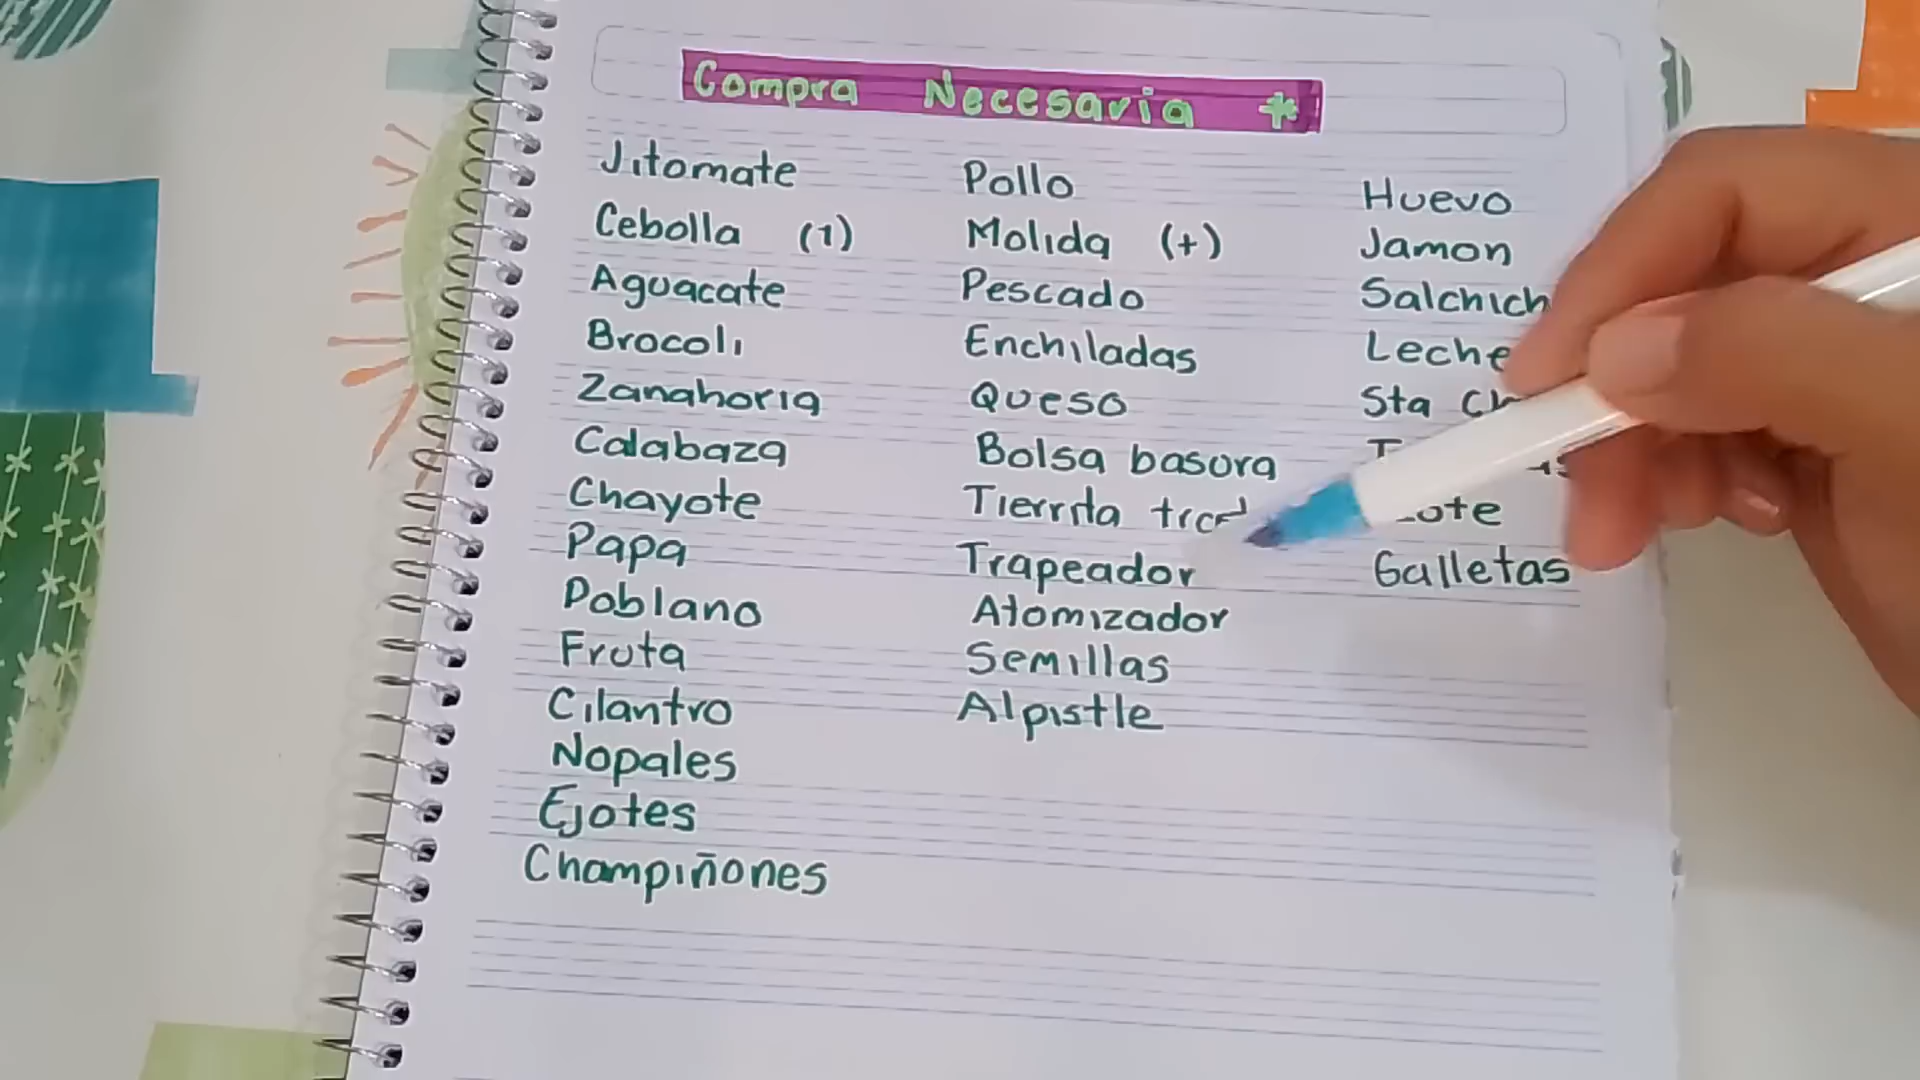 Compra Necesaria *
Jitomate
Cebolla (1)
Aguacate
Brocoli
Zanahoria
Calabaza
Chayote
Papa
Poblano
Fruta
Cilantro
Nopales
Ejotes
Champiñones
Pollo
Molida (+)
Pescado
Enchiladas
Queso
Bolsa basura
Tierrita
Trapeador
Atomizador
Semillas
Alpistle
Huevo
Jamon
Leche
Sta
Galletas